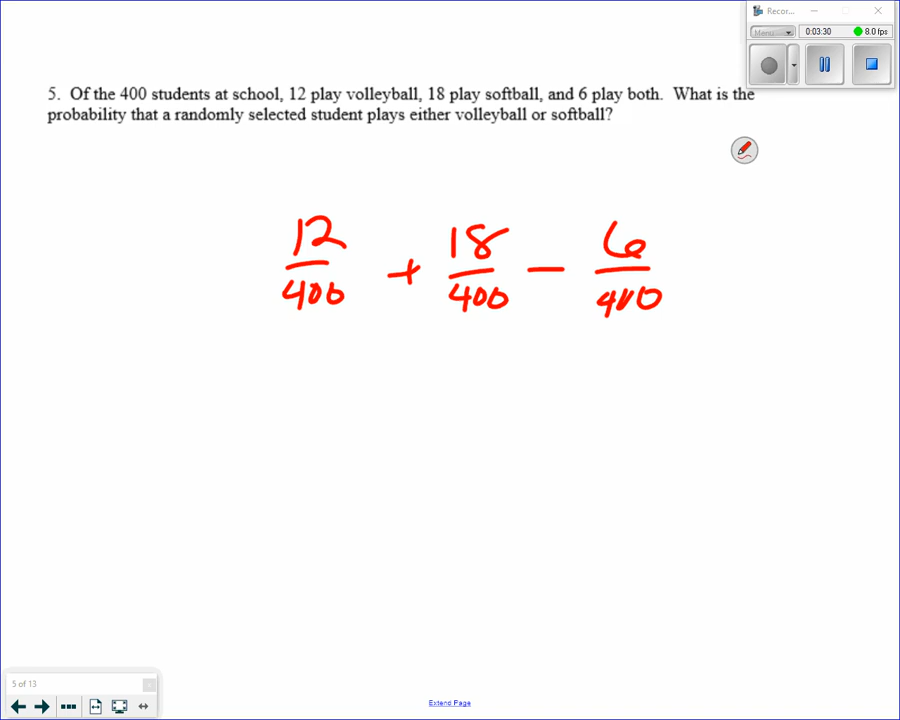 Recor...
Menu
0:03:30
8.0 fps
5. Of the 400 students at school, 12 play volleyball, 18 play softball, and 6 play both. What is the
probability that a randomly selected student plays either volleyball or softball?
12/400 + 18/400 − 6/400
5 of 13
Extend Page